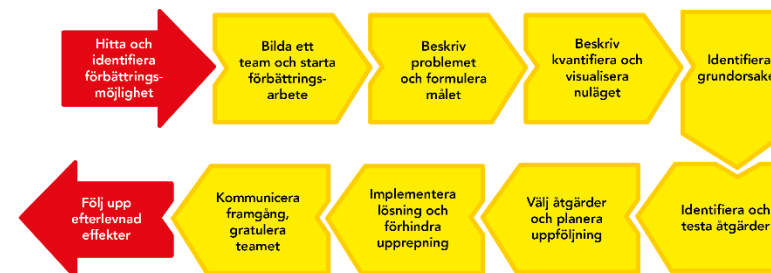 Hitta och
identifiera
förbättrings-
möjlighet
Bilda ett
team och starta
förbättrings-
arbete
Beskriv
problemet
och formulera
målet
Beskriv
kvantifiera och
visualisera
nuläget
Identifiera
grundorsake
Identifiera och
testa åtgärder
Välj åtgärder
och planera
uppföljning
Implementera
lösning och
förhindra
upprepning
Kommunicera
framgång,
gratulera
teamet
Följ upp
efterlevnad
effekter